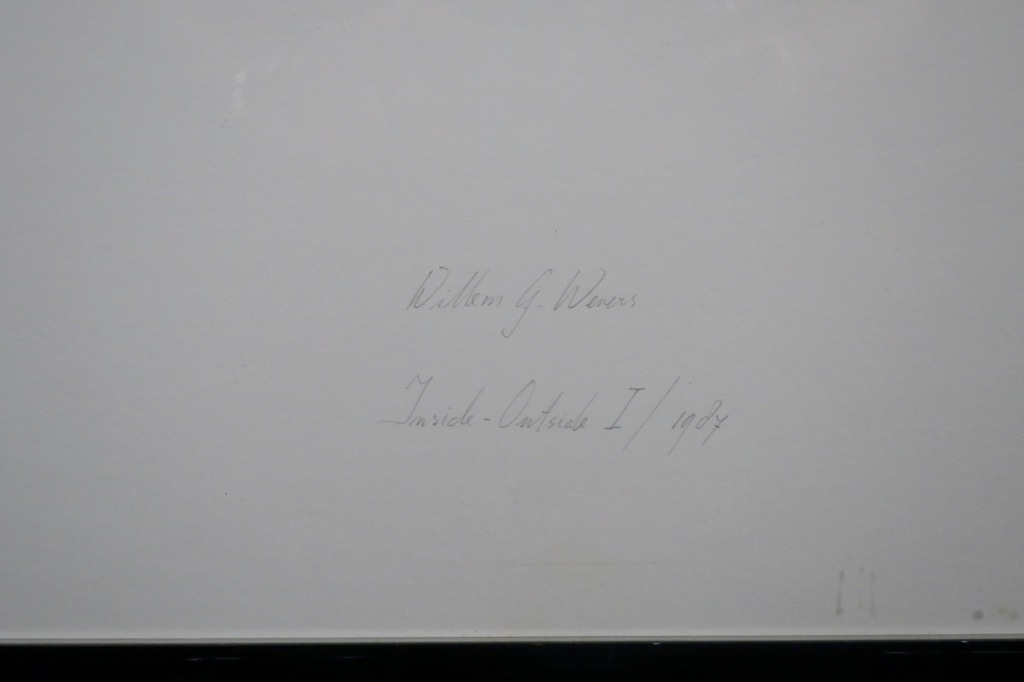 Willem G. Wevers
Inside-Outside I / 1987